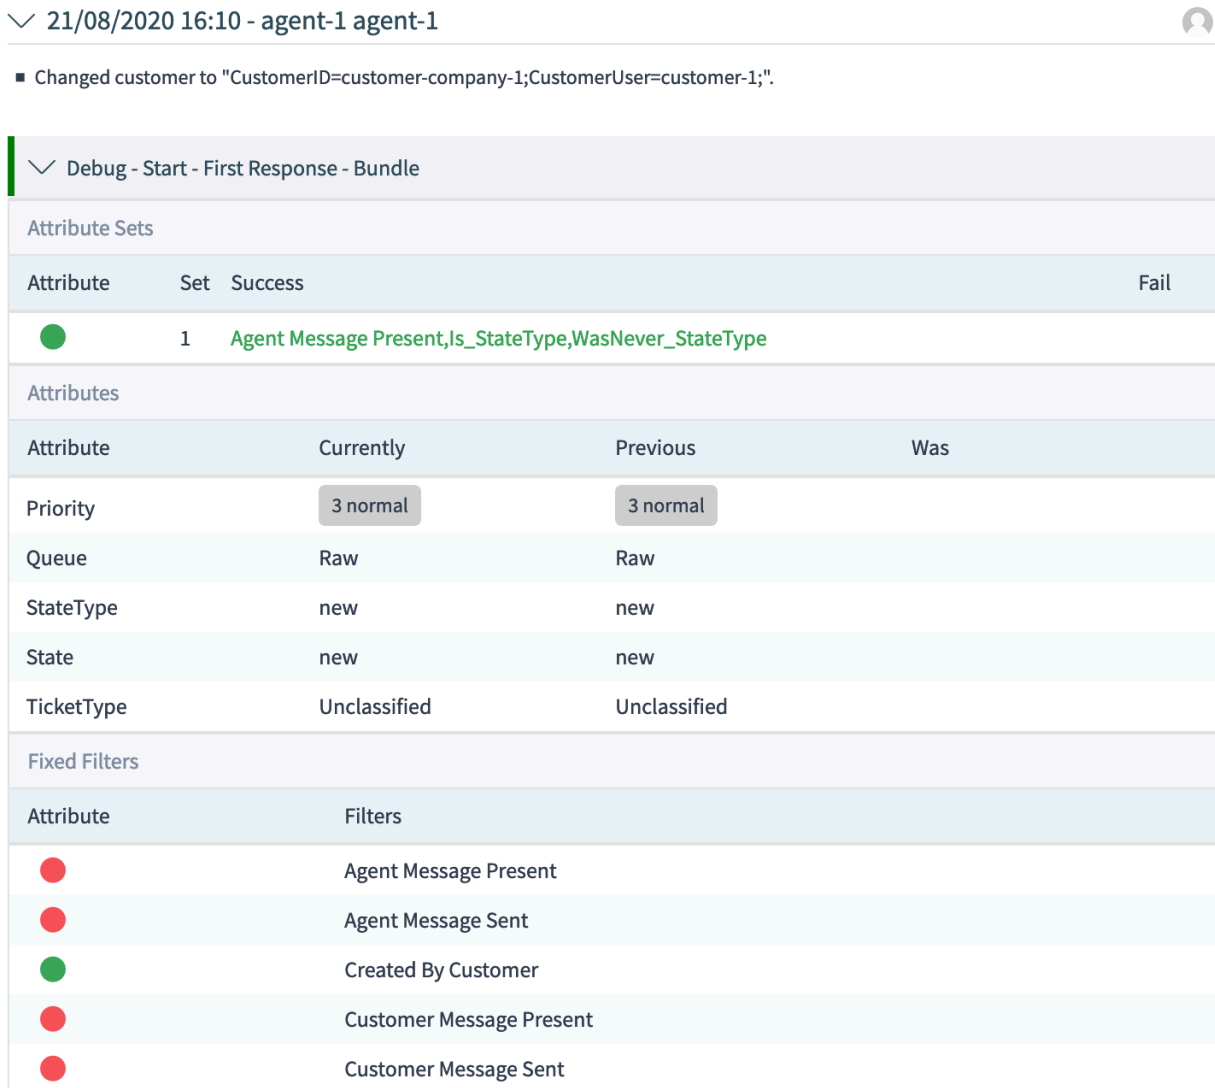 21/08/2020 16:10 - agent-1 agent-1
Changed customer to "CustomerID=customer-company-1;CustomerUser=customer-1;".
Debug - Start - First Response - Bundle
Attribute Sets
Attribute Set Success Fail
1 Agent Message Present,Is_StateType,WasNever_StateType
Attributes
Attribute Currently Previous Was
Priority 3 normal 3 normal
Queue Raw Raw
StateType new new
State new new
TicketType Unclassified Unclassified
Fixed Filters
Attribute Filters
Agent Message Present
Agent Message Sent
Created By Customer
Customer Message Present
Customer Message Sent